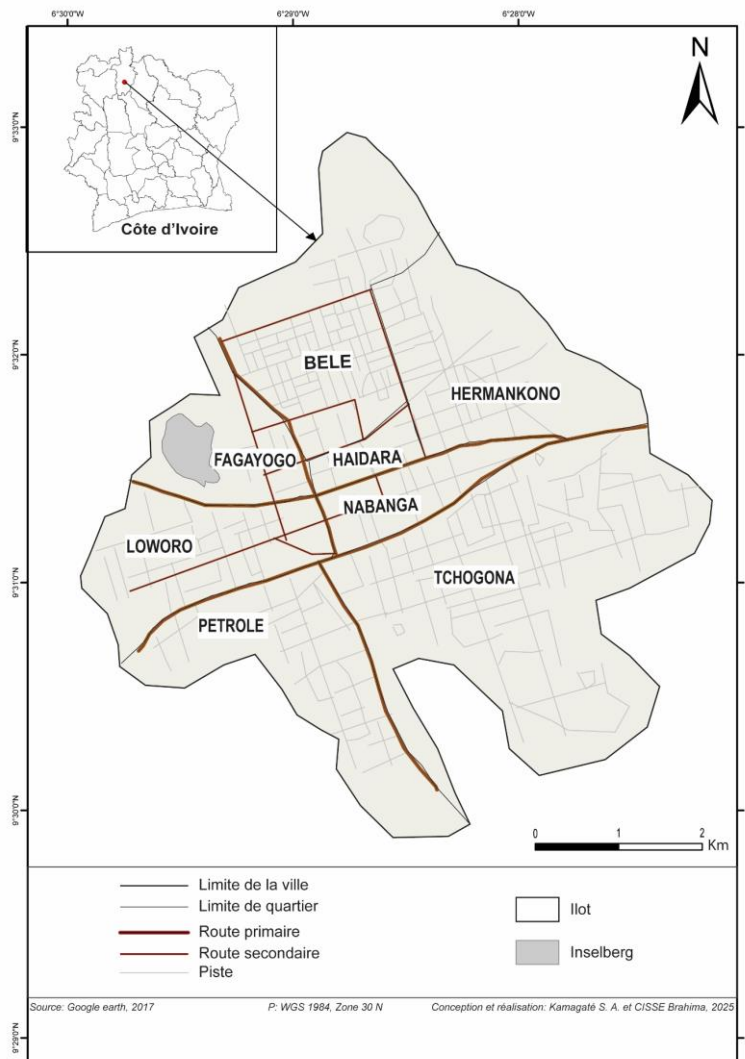 6°30'0"W
6°29'0"W
6°28'0"W
N
9°33'0"N
Côte d'Ivoire
9°32'0"N
BELE
HERMANKONO
FAGAYOGO
HAIDARA
NABANGA
LOWORO
TCHOGONA
9°31'0"N
PETROLE
9°30'0"N
0 1 2
Km
Limite de la ville
Limite de quartier
Route primaire
Route secondaire
Piste
Ilot
Inselberg
Source: Google earth, 2017
P: WGS 1984, Zone 30 N
Conception et réalisation: Kamagaté S. A. et CISSE Brahima, 2025
9°29'0"N